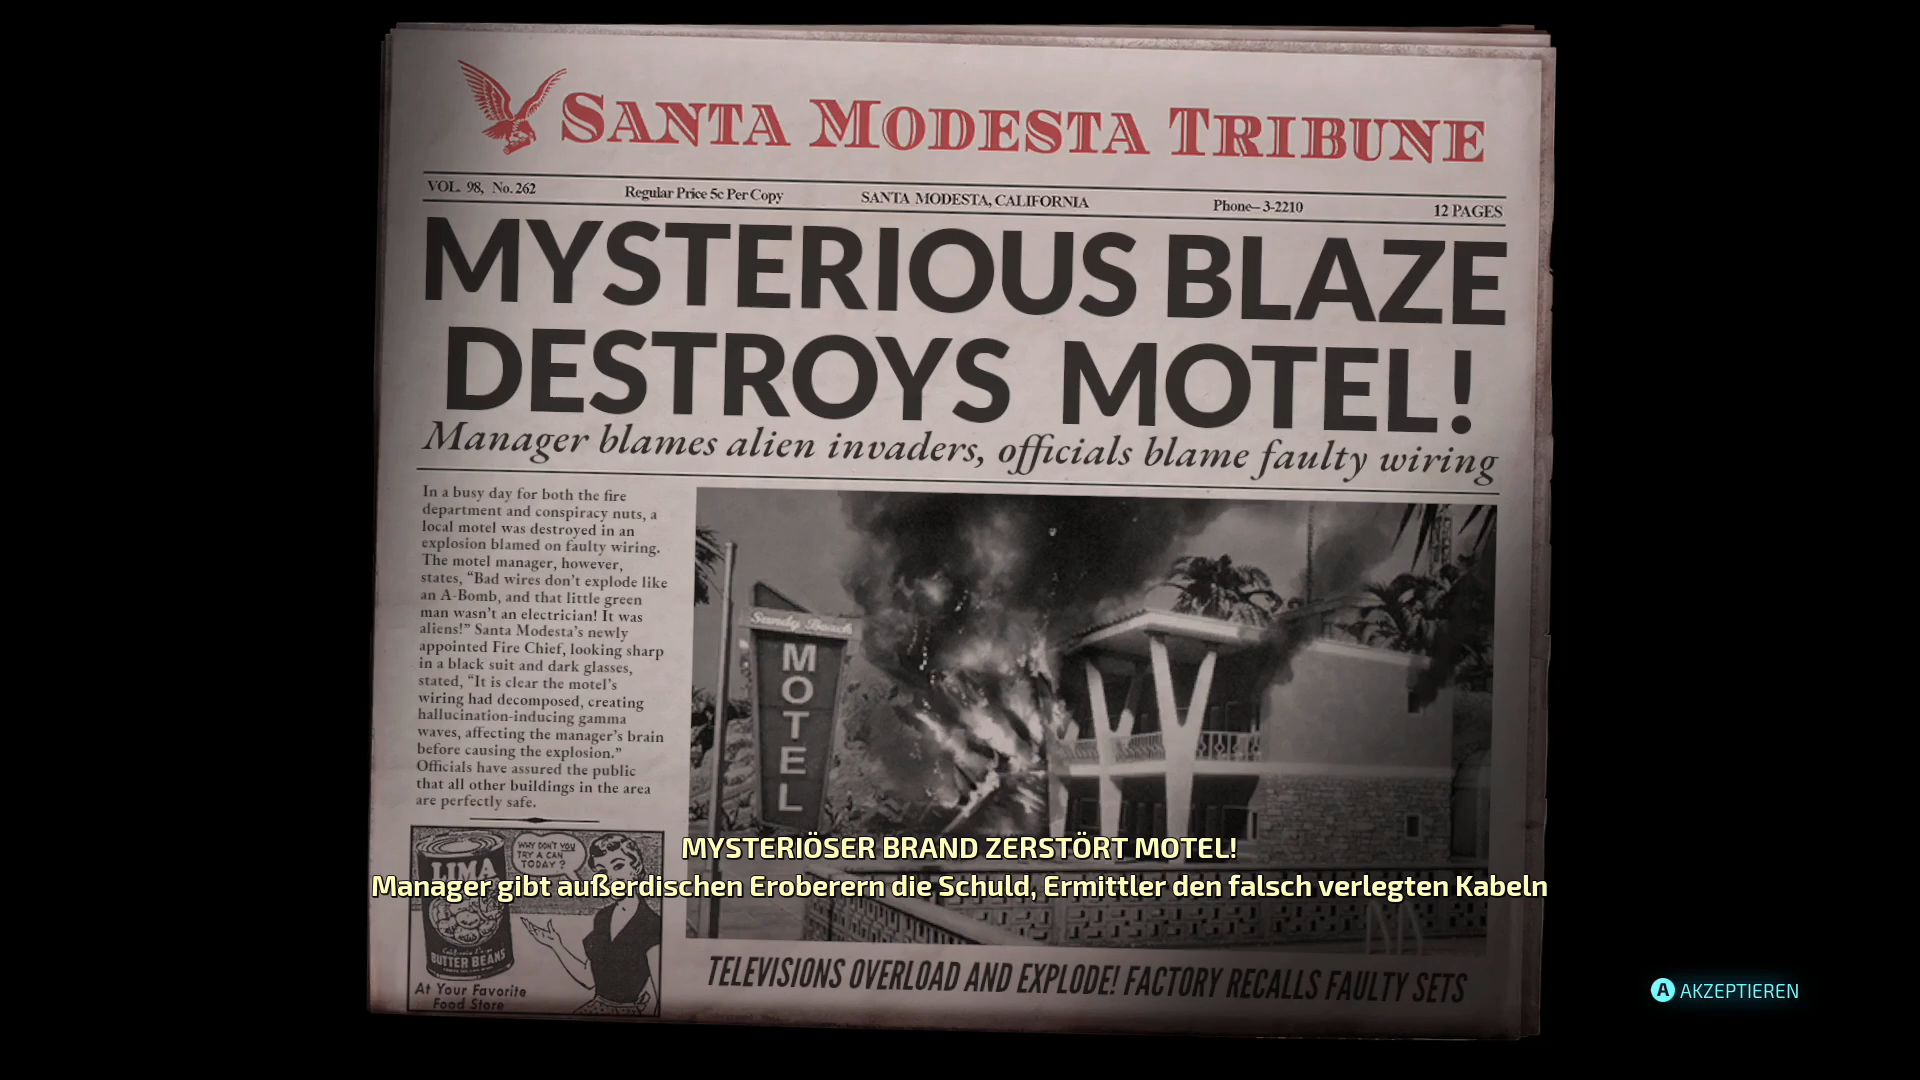 SANTA MODESTA TRIBUNE
VOL. 98, No. 262
Regular Price 5c Per Copy
SANTA MODESTA, CALIFORNIA
Phone– 3-2210
12 PAGES
MYSTERIOUS BLAZE
DESTROYS MOTEL!
Manager blames alien invaders, officials blame faulty wiring
In a busy day for both the fire
department and conspiracy nuts, a
local motel was destroyed in an
explosion blamed on faulty wiring.
The motel manager, however,
states, “Bad wires don't explode like
an A-Bomb, and that little green
man wasn't an electrician! It was
aliens!” Santa Modesta's newly
appointed Fire Chief, looking sharp
in a black suit and dark glasses,
stated, “It is clear the motel's
wiring had decomposed, creating
hallucination-inducing gamma
waves, affecting the manager's brain
before causing the explosion.”
Officials have assured the public
that all other buildings in the area
are perfectly safe.
Sandy Beach
MOTEL
WHY DON'T YOU
TRY A CAN
TODAY?
LIMA
BUTTER BEANS
At Your Favorite
Food Store
MYSTERIÖSER BRAND ZERSTÖRT MOTEL!
Manager gibt außerdischen Eroberern die Schuld, Ermittler den falsch verlegten Kabeln
TELEVISIONS OVERLOAD AND EXPLODE! FACTORY RECALLS FAULTY SETS
A AKZEPTIEREN